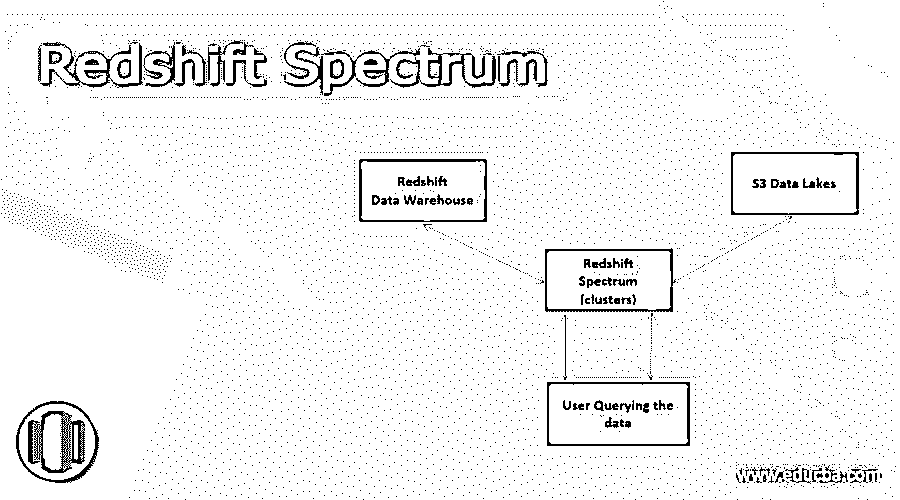 Redshift Spectrum
Redshift
Data Warehouse
S3 Data Lakes
Redshift
Spectrum
(clusters)
User Querying the
data
www.educba.com